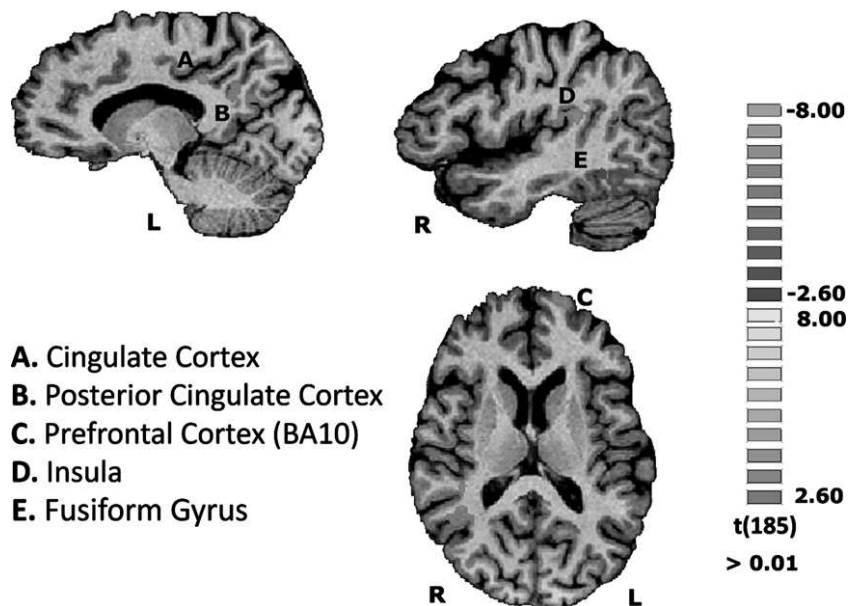 A
B
L
D
E
R
C
R
L
A. Cingulate Cortex
B. Posterior Cingulate Cortex
C. Prefrontal Cortex (BA10)
D. Insula
E. Fusiform Gyrus
-8.00
-2.60
8.00
2.60
t(185)
> 0.01